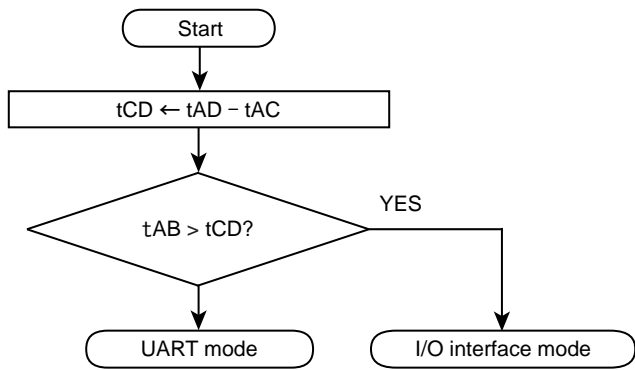 Start
tCD ← tAD − tAC
tAB > tCD?
YES
UART mode
I/O interface mode